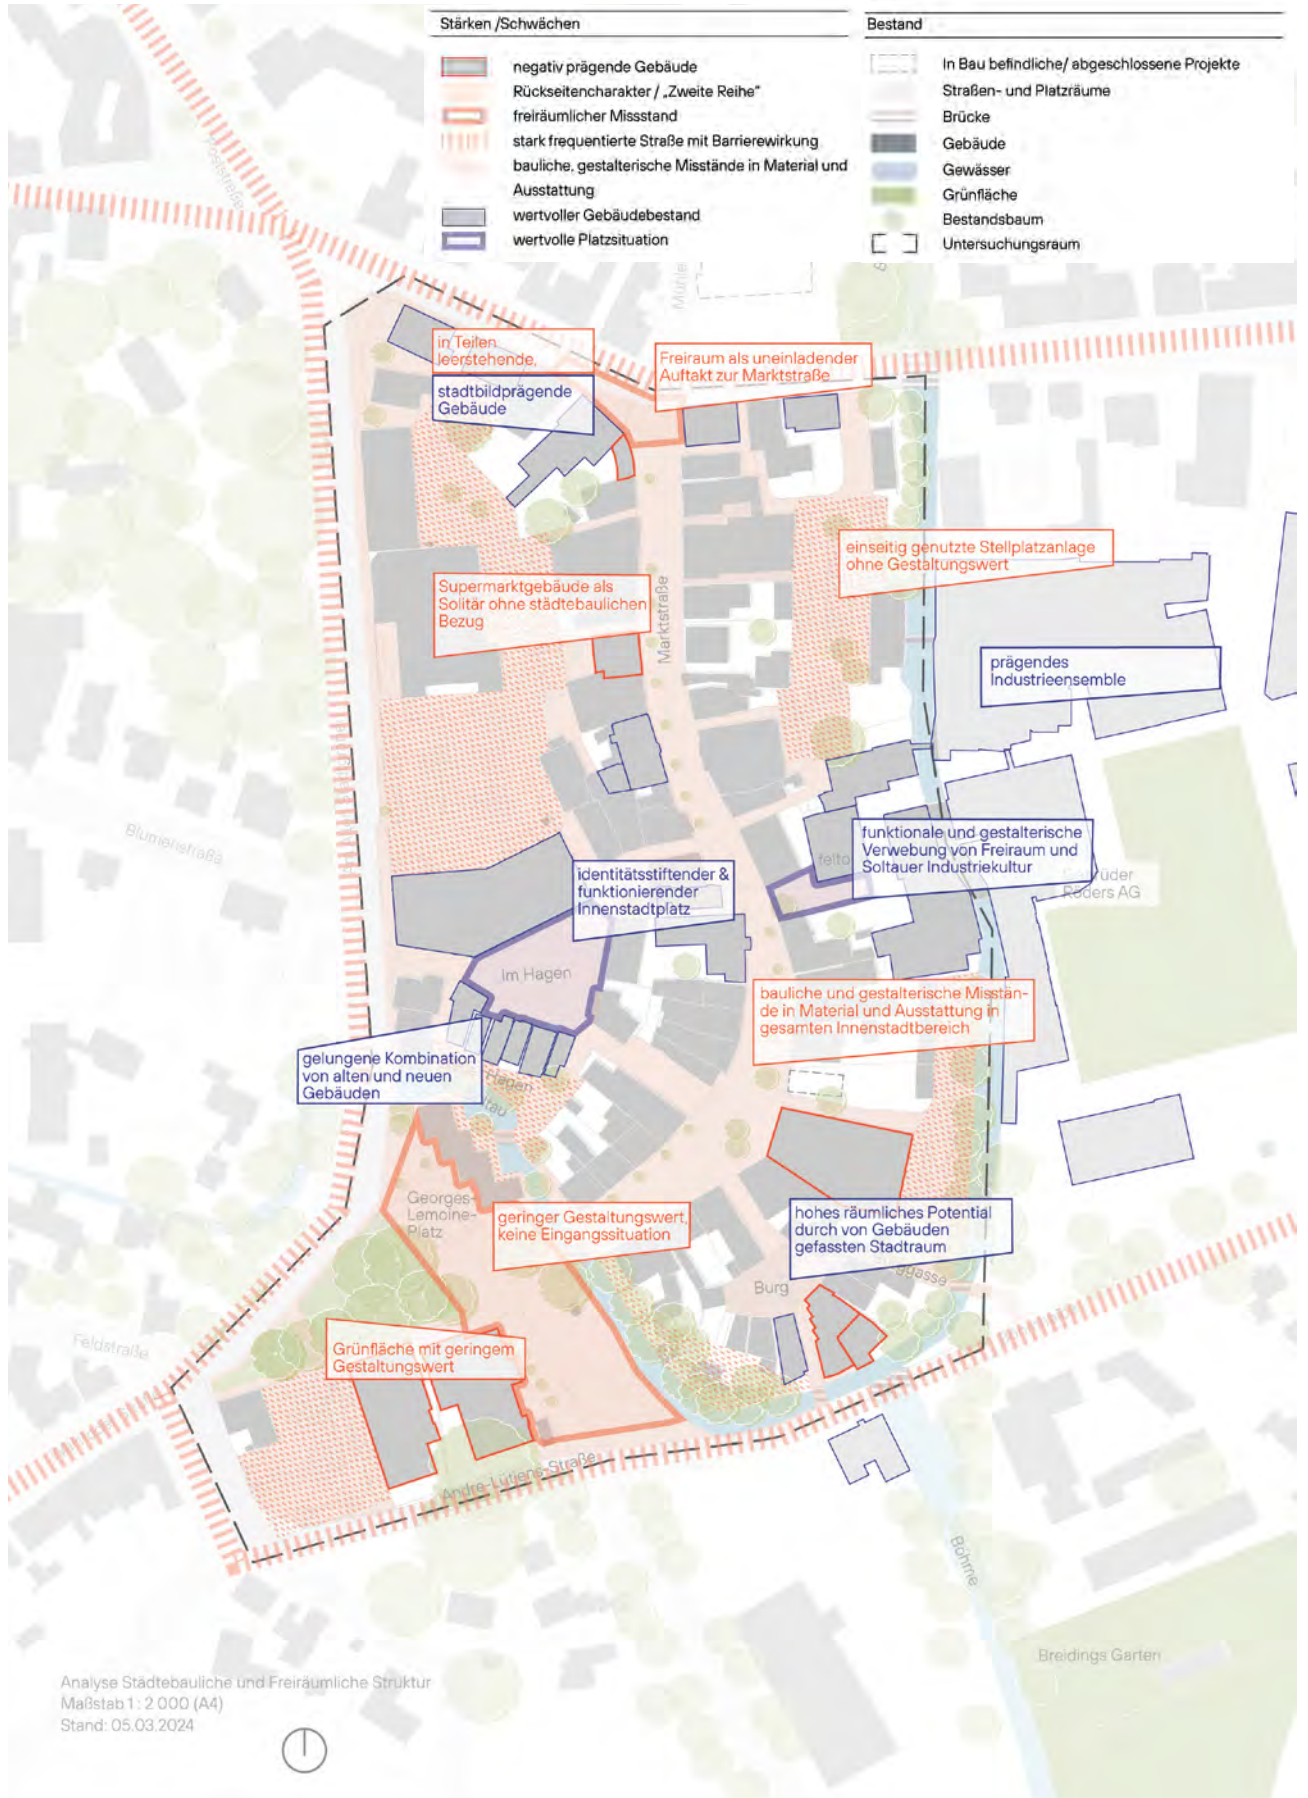 Stärken /Schwächen
negativ prägende Gebäude
Rückseitencharakter / „Zweite Reihe"
freiräumlicher Missstand
stark frequentierte Straße mit Barrierewirkung
bauliche, gestalterische Misstände in Material und
Ausstattung
wertvoller Gebäudebestand
wertvolle Platzsituation
Bestand
In Bau befindliche/ abgeschlossene Projekte
Straßen- und Platzräume
Brücke
Gebäude
Gewässer
Grünfläche
Bestandsbaum
Untersuchungsraum
Poststraße
in Teilen
leerstehende,
stadtbildprägende
Gebäude
Freiraum als uneinladender
Auftakt zur Marktstraße
einseitig genutzte Stellplatzanlage
ohne Gestaltungswert
Supermarktgebäude als
Solitär ohne städtebaulichen
Bezug
Marktstraße
prägendes
Industrieensemble
Blumenstraße
funktionale und gestalterische
Verwebung von Freiraum und
Soltauer Industriekultur
felto
Röders AG
identitätsstiftender &
funktionierender
Innenstadtplatz
Im Hagen
bauliche und gestalterische Misstän-
de in Material und Ausstattung in
gesamten Innenstadtbereich
gelungene Kombination
von alten und neuen
Gebäuden
Hagen
Georges-
Lemoine-
Platz
geringer Gestaltungswert,
keine Eingangssituation
hohes räumliches Potential
durch von Gebäuden
gefassten Stadtraum
Burg
Feldstraße
Grünfläche mit geringem
Gestaltungswert
Andre-Lütjens-Straße
Böhme
Breidings Garten
Analyse Städtebauliche und Freiräumliche Struktur
Maßstab 1 : 2 000 (A4)
Stand: 05.03.2024